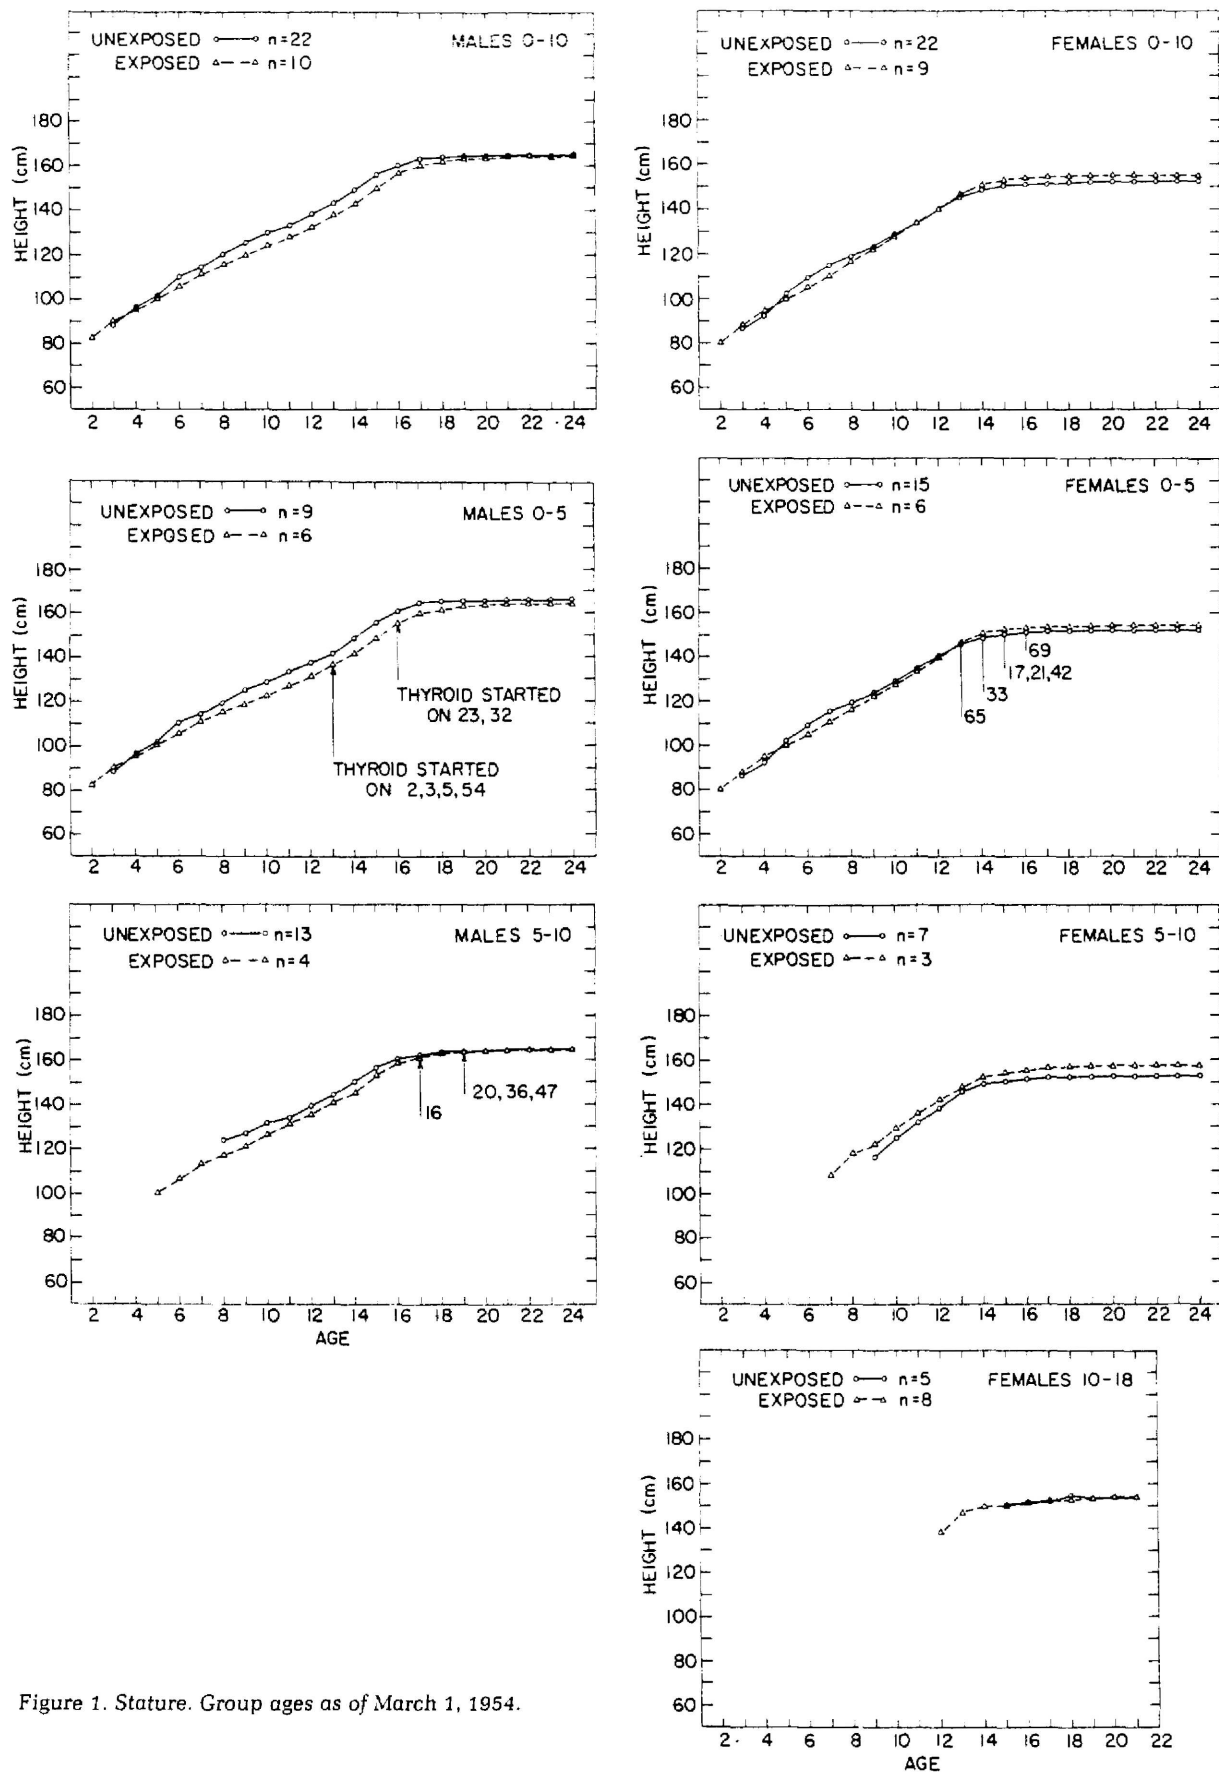 UNEXPOSED n=22 MALES 0-10
EXPOSED n=10
HEIGHT (cm)
180
160
140
120
100
80
60
2 4 6 8 10 12 14 16 18 20 22 24
UNEXPOSED n=22 FEMALES 0-10
EXPOSED n=9
HEIGHT (cm)
180
160
140
120
100
80
60
2 4 6 8 10 12 14 16 18 20 22 24
UNEXPOSED n=9 MALES 0-5
EXPOSED n=6
HEIGHT (cm)
180
160
140
120
100
80
60
THYROID STARTED
ON 23, 32
THYROID STARTED
ON 2,3,5,54
2 4 6 8 10 12 14 16 18 20 22 24
UNEXPOSED n=15 FEMALES 0-5
EXPOSED n=6
HEIGHT (cm)
180
160
140
120
100
80
60
69
17,21,42
33
65
2 4 6 8 10 12 14 16 18 20 22 24
UNEXPOSED n=13 MALES 5-10
EXPOSED n=4
HEIGHT (cm)
180
160
140
120
100
80
60
20,36,47
16
2 4 6 8 10 12 14 16 18 20 22 24
AGE
UNEXPOSED n=7 FEMALES 5-10
EXPOSED n=3
HEIGHT (cm)
180
160
140
120
100
80
60
2 4 6 8 10 12 14 16 18 20 22 24
UNEXPOSED n=5 FEMALES 10-18
EXPOSED n=8
HEIGHT (cm)
180
160
140
120
100
80
60
2 4 6 8 10 12 14 16 18 20 22
AGE
Figure 1. Stature. Group ages as of March 1, 1954.